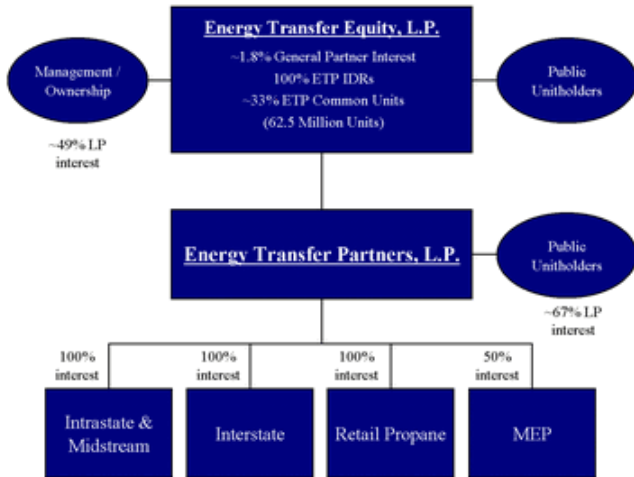 Energy Transfer Equity, L.P.
~1.8% General Partner Interest
100% ETP IDRs
~33% ETP Common Units
(62.5 Million Units)
Management /
Ownership
~49% LP
interest
Public
Unitholders
Energy Transfer Partners, L.P.
Public
Unitholders
~67% LP
interest
100%
interest
100%
interest
100%
interest
50%
interest
Intrastate &
Midstream
Interstate
Retail Propane
MEP